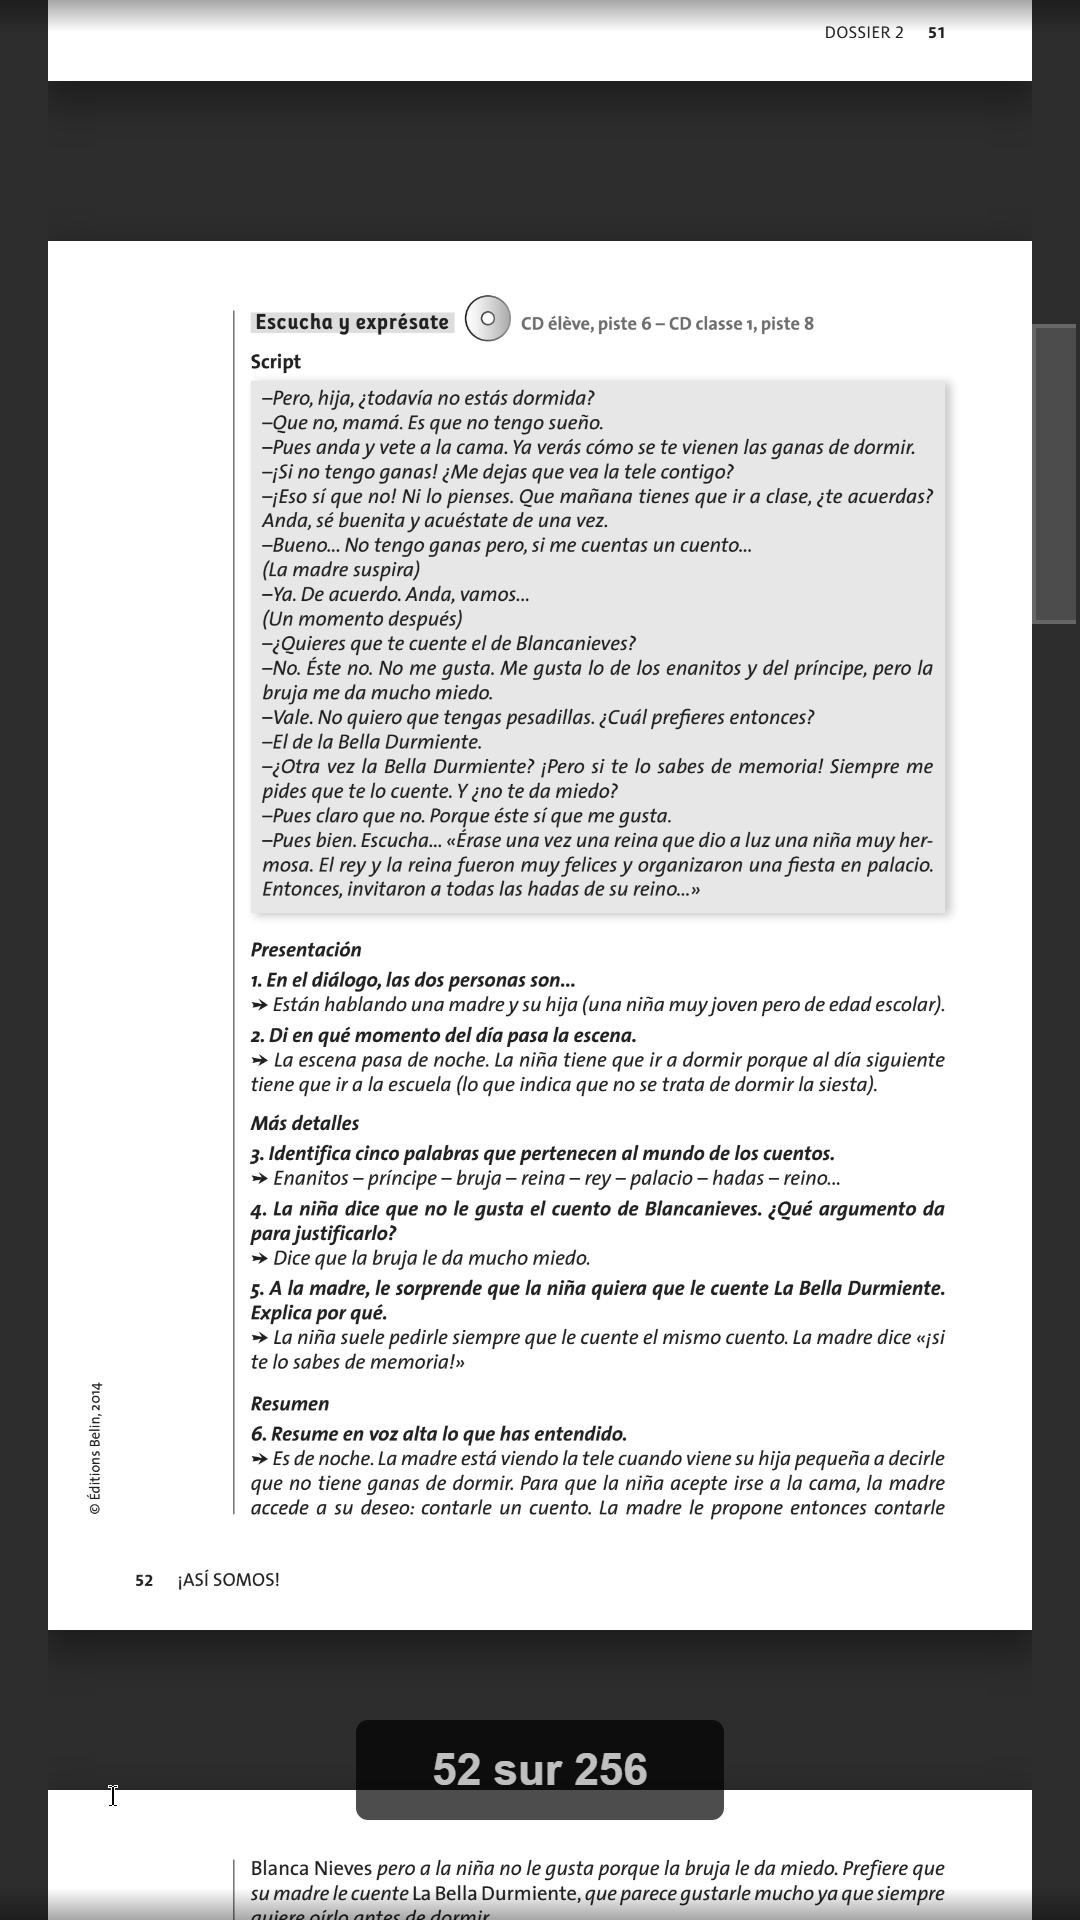 DOSSIER 2 51
Escucha y exprésate CD élève, piste 6 – CD classe 1, piste 8
Script
–Pero, hija, ¿todavía no estás dormida?
–Que no, mamá. Es que no tengo sueño.
–Pues anda y vete a la cama. Ya verás cómo se te vienen las ganas de dormir.
–¡Si no tengo ganas! ¿Me dejas que vea la tele contigo?
–¡Eso sí que no! Ni lo pienses. Que mañana tienes que ir a clase, ¿te acuerdas?
Anda, sé buenita y acuéstate de una vez.
–Bueno... No tengo ganas pero, si me cuentas un cuento...
(La madre suspira)
–Ya. De acuerdo. Anda, vamos...
(Un momento después)
–¿Quieres que te cuente el de Blancanieves?
–No. Éste no. No me gusta. Me gusta lo de los enanitos y del príncipe, pero la
bruja me da mucho miedo.
–Vale. No quiero que tengas pesadillas. ¿Cuál prefieres entonces?
–El de la Bella Durmiente.
–¿Otra vez la Bella Durmiente? ¡Pero si te lo sabes de memoria! Siempre me
pides que te lo cuente. Y ¿no te da miedo?
–Pues claro que no. Porque éste sí que me gusta.
–Pues bien. Escucha... «Érase una vez una reina que dio a luz una niña muy her-
mosa. El rey y la reina fueron muy felices y organizaron una fiesta en palacio.
Entonces, invitaron a todas las hadas de su reino...»
Presentación
1. En el diálogo, las dos personas son...
➔ Están hablando una madre y su hija (una niña muy joven pero de edad escolar).
2. Di en qué momento del día pasa la escena.
➔ La escena pasa de noche. La niña tiene que ir a dormir porque al día siguiente
tiene que ir a la escuela (lo que indica que no se trata de dormir la siesta).
Más detalles
3. Identifica cinco palabras que pertenecen al mundo de los cuentos.
➔ Enanitos – príncipe – bruja – reina – rey – palacio – hadas – reino...
4. La niña dice que no le gusta el cuento de Blancanieves. ¿Qué argumento da
para justificarlo?
➔ Dice que la bruja le da mucho miedo.
5. A la madre, le sorprende que la niña quiera que le cuente La Bella Durmiente.
Explica por qué.
➔ La niña suele pedirle siempre que le cuente el mismo cuento. La madre dice «¡si
te lo sabes de memoria!»
Resumen
6. Resume en voz alta lo que has entendido.
➔ Es de noche. La madre está viendo la tele cuando viene su hija pequeña a decirle
que no tiene ganas de dormir. Para que la niña acepte irse a la cama, la madre
accede a su deseo: contarle un cuento. La madre le propone entonces contarle
© Éditions Belin, 2014
52 ¡ASÍ SOMOS!
52 sur 256
Blanca Nieves pero a la niña no le gusta porque la bruja le da miedo. Prefiere que
su madre le cuente La Bella Durmiente, que parece gustarle mucho ya que siempre
quiere oírlo antes de dormir.